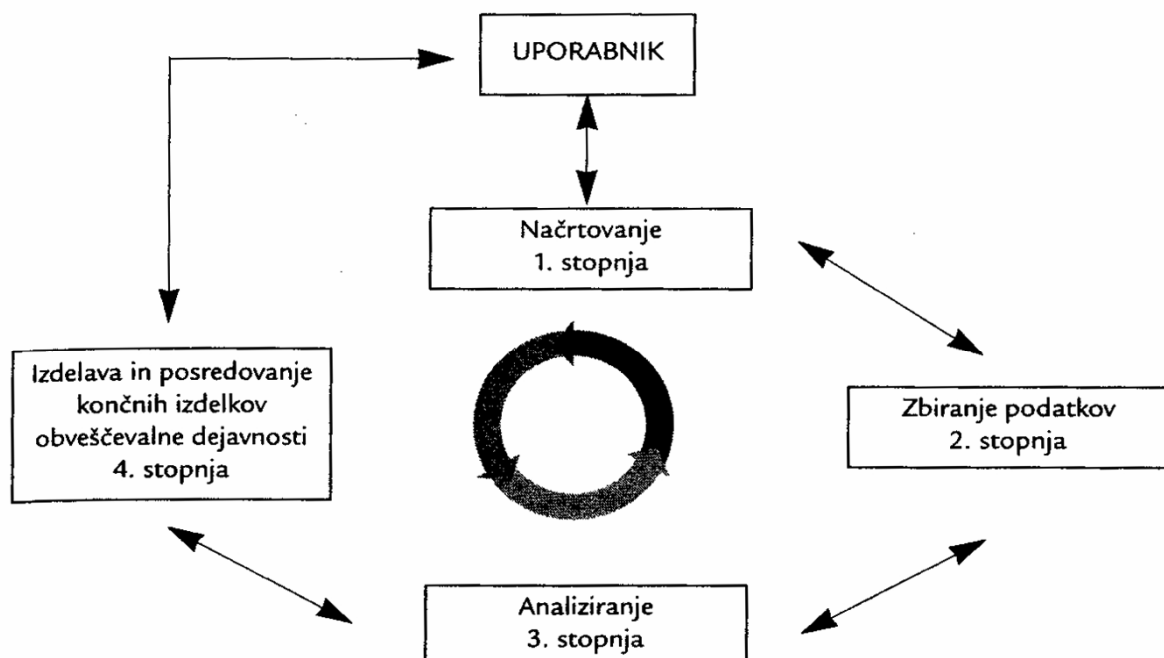 UPORABNIK
Načrtovanje
1. stopnja
Zbiranje podatkov
2. stopnja
Analiziranje
3. stopnja
Izdelava in posredovanje
končnih izdelkov
obveščevalne dejavnosti
4. stopnja